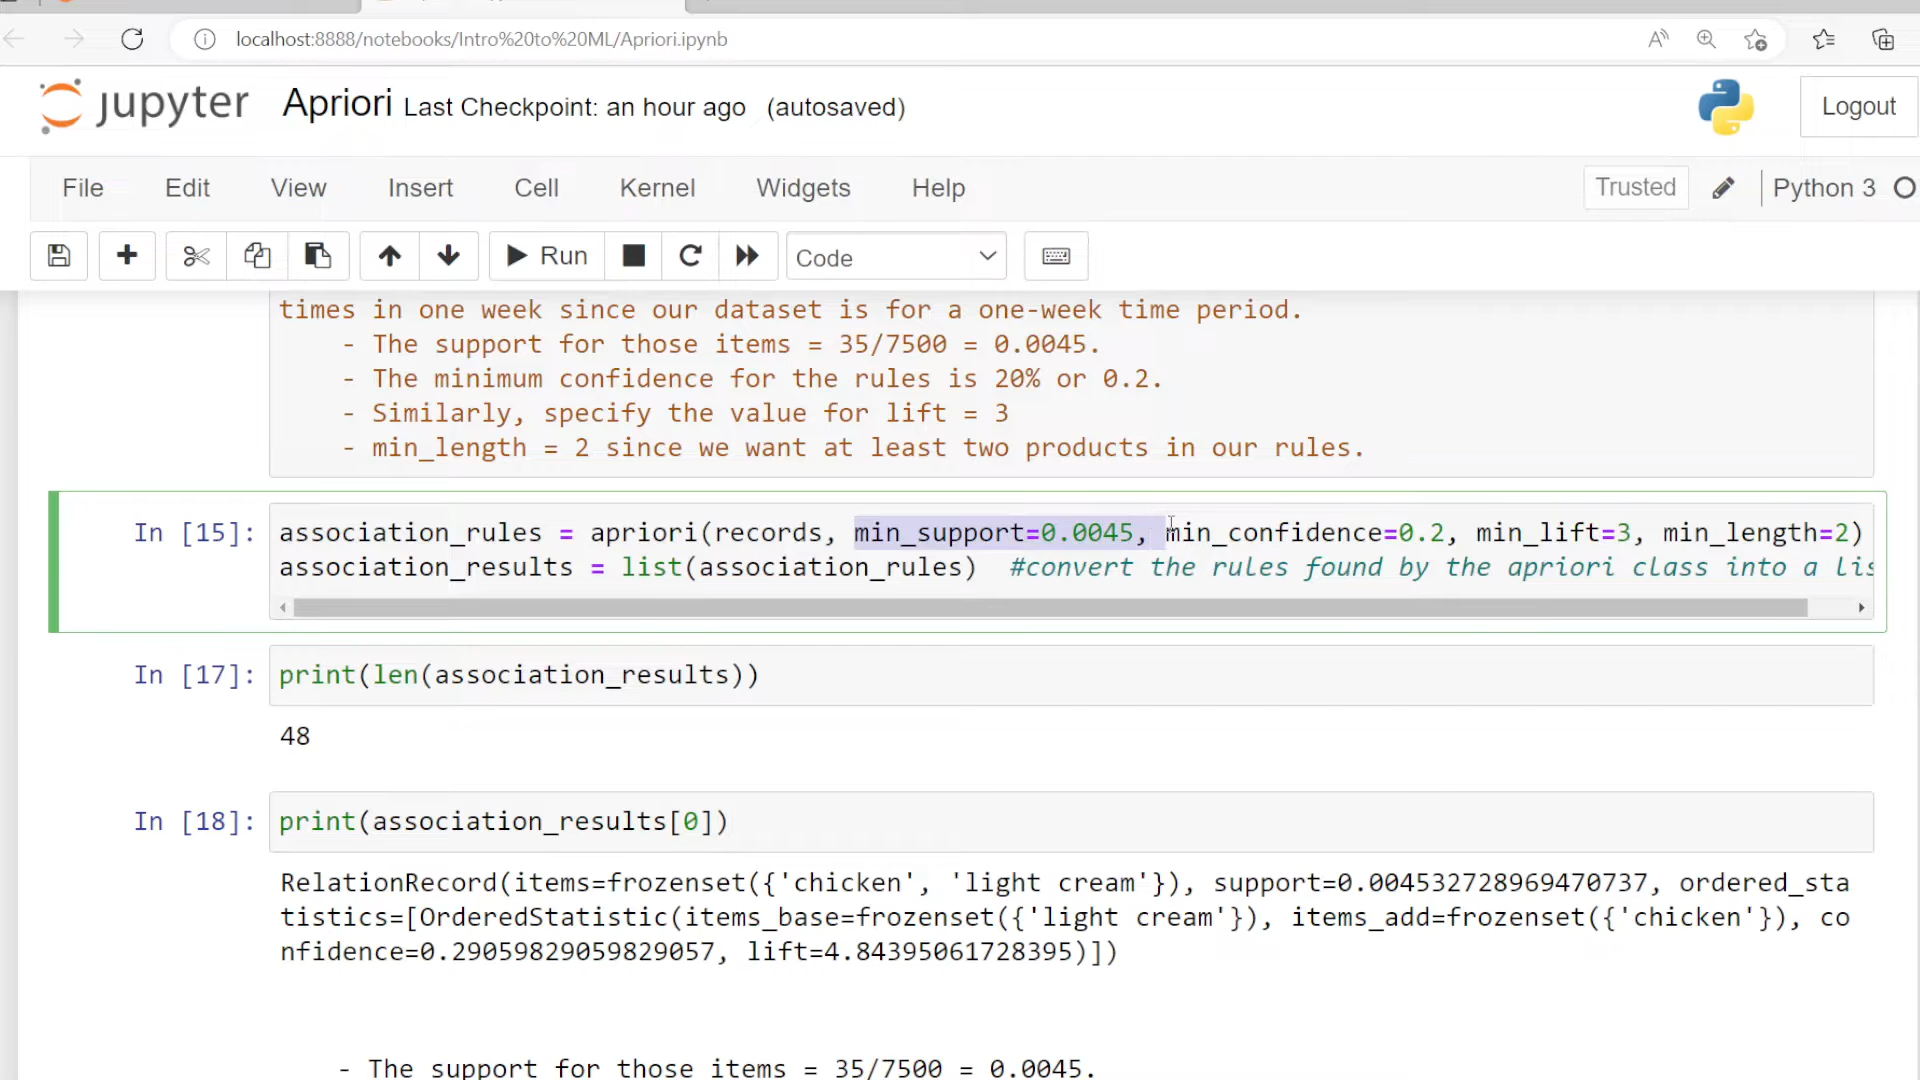 localhost:8888/notebooks/Intro%20to%20ML/Apriori.ipynb
jupyter Apriori Last Checkpoint: an hour ago (autosaved) Logout
File Edit View Insert Cell Kernel Widgets Help Trusted Python 3
Run Code
times in one week since our dataset is for a one-week time period.
- The support for those items = 35/7500 = 0.0045.
- The minimum confidence for the rules is 20% or 0.2.
- Similarly, specify the value for lift = 3
- min_length = 2 since we want at least two products in our rules.
In [15]: association_rules = apriori(records, min_support=0.0045, min_confidence=0.2, min_lift=3, min_length=2)
association_results = list(association_rules) #convert the rules found by the apriori class into a lis
In [17]: print(len(association_results))
48
In [18]: print(association_results[0])
RelationRecord(items=frozenset({'chicken', 'light cream'}), support=0.004532728969470737, ordered_sta
tistics=[OrderedStatistic(items_base=frozenset({'light cream'}), items_add=frozenset({'chicken'}), co
nfidence=0.29059829059829057, lift=4.84395061728395)])
- The support for those items = 35/7500 = 0.0045.